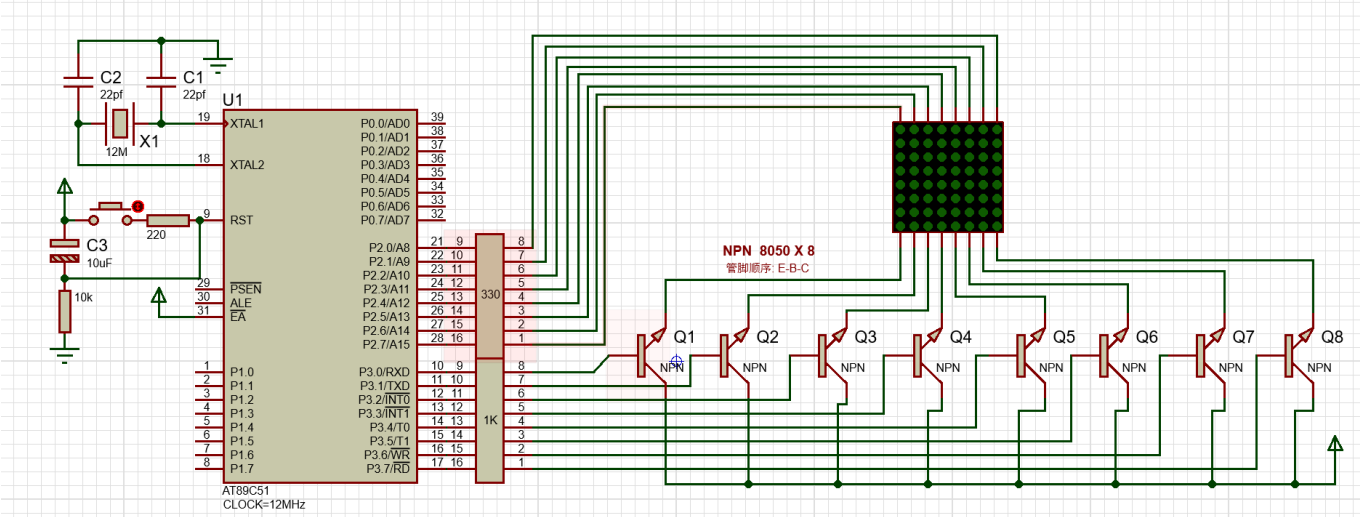 C2
22pf
C1
22pf
X1
12M
U1
19 XTAL1
18 XTAL2
9 RST
29 PSEN
30 ALE
31 EA
1 P1.0
2 P1.1
3 P1.2
4 P1.3
5 P1.4
6 P1.5
7 P1.6
8 P1.7
P0.0/AD0 39
P0.1/AD1 38
P0.2/AD2 37
P0.3/AD3 36
P0.4/AD4 35
P0.5/AD5 34
P0.6/AD6 33
P0.7/AD7 32
P2.0/A8 21 9 8
P2.1/A9 22 10 7
P2.2/A10 23 11 6
P2.3/A11 24 12 5
P2.4/A12 25 13 4
P2.5/A13 26 14 3
P2.6/A14 27 15 2
P2.7/A15 28 16 1
330
P3.0/RXD 10 9 8
P3.1/TXD 11 10 7
P3.2/INT0 12 11 6
P3.3/INT1 13 12 5
P3.4/T0 14 13 4
P3.5/T1 15 14 3
P3.6/WR 16 15 2
P3.7/RD 17 16 1
1K
AT89C51
CLOCK=12MHz
220
C3
10uF
10k
NPN 8050 X 8
管脚顺序: E-B-C
Q1
NPN
Q2
NPN
Q3
NPN
Q4
NPN
Q5
NPN
Q6
NPN
Q7
NPN
Q8
NPN